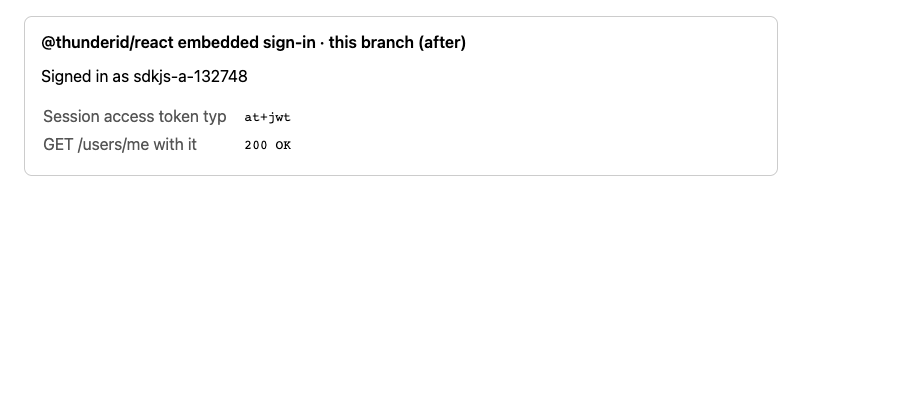 @thunderid/react embedded sign-in · this branch (after)
Signed in as sdkjs-a-132748
Session access token typ at+jwt
GET /users/me with it 200 OK